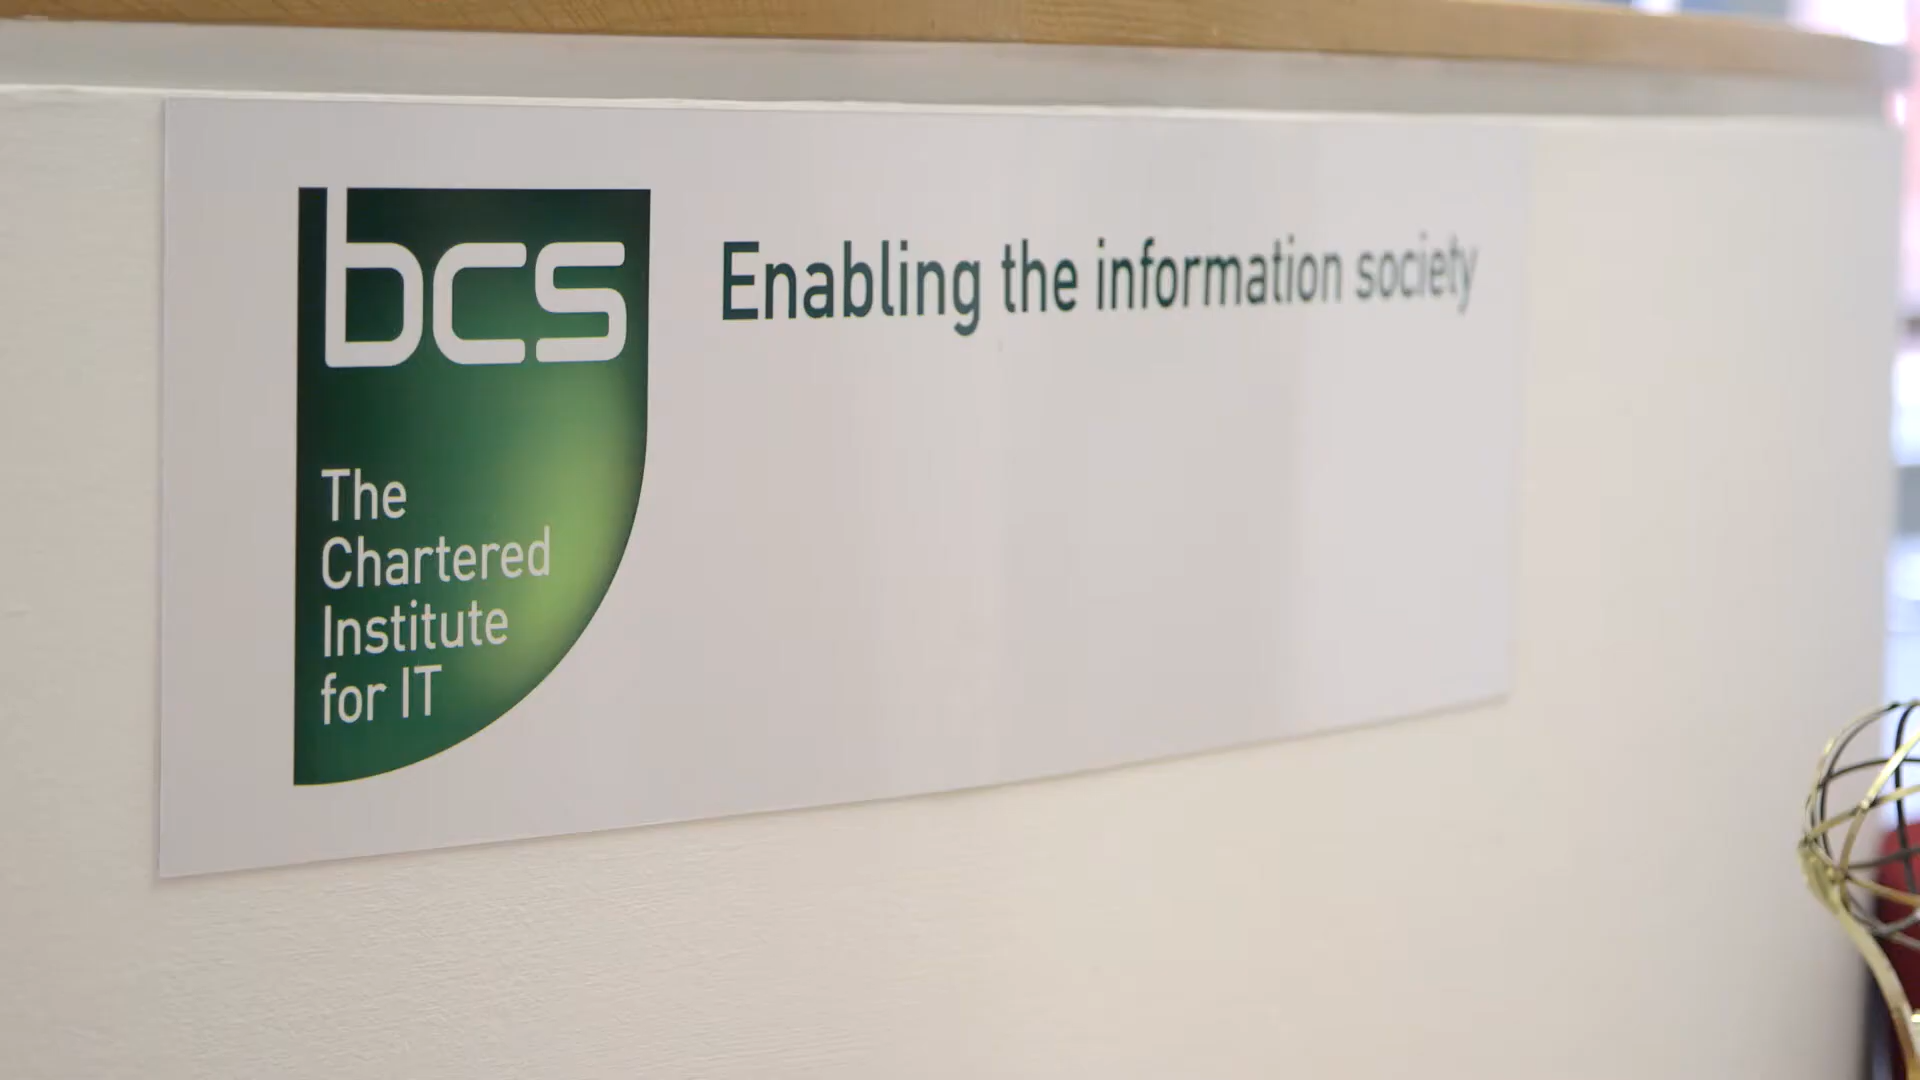 bcs
The
Chartered
Institute
for IT
Enabling the information society